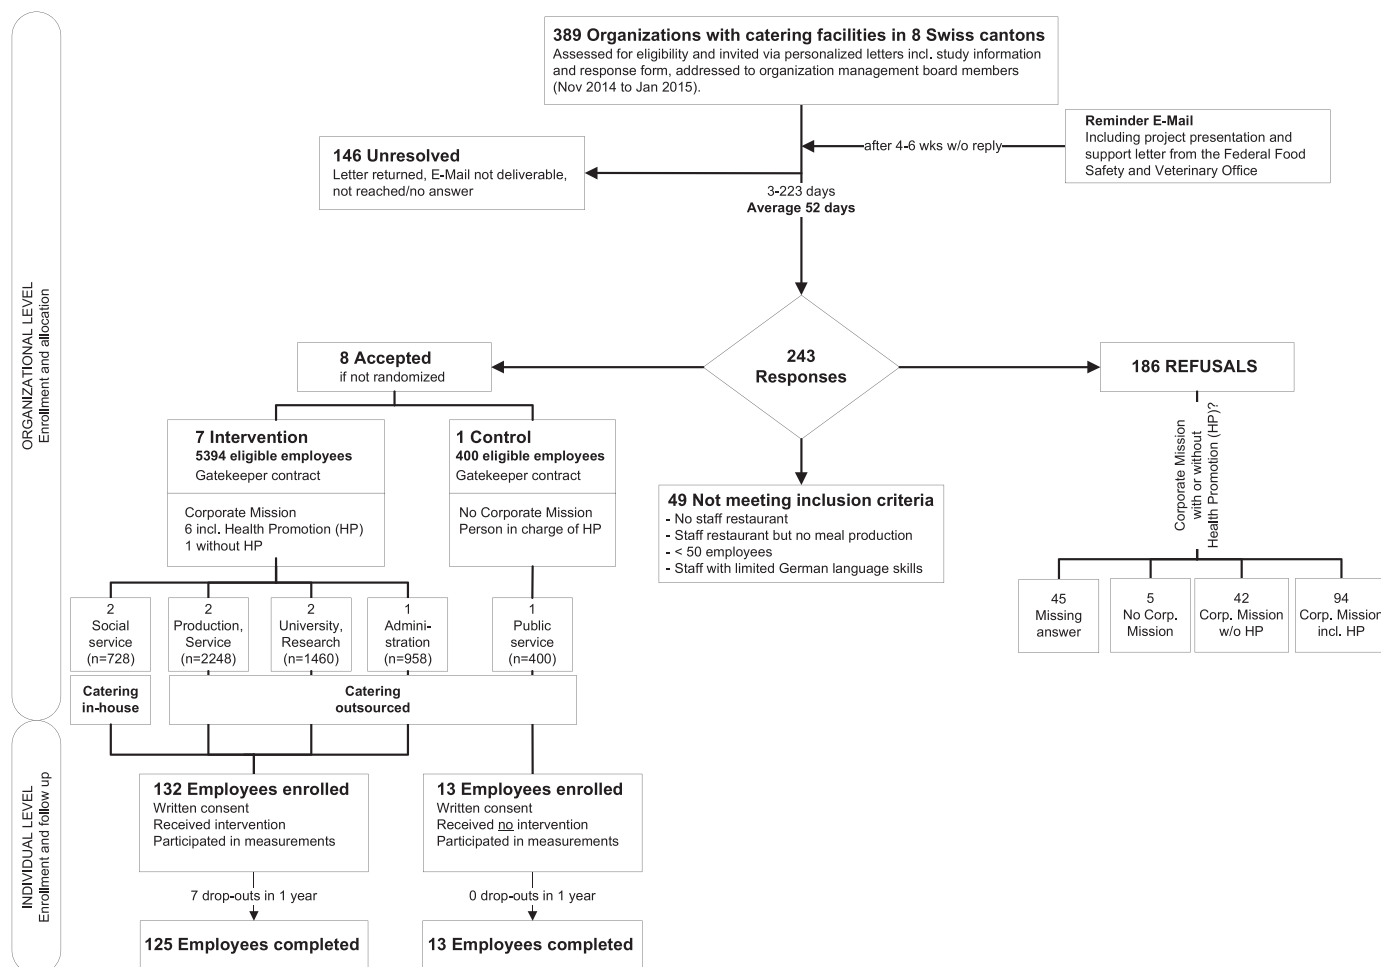 389 Organizations with catering facilities in 8 Swiss cantons
Assessed for eligibility and invited via personalized letters incl. study information
and response form, addressed to organization management board members
(Nov 2014 to Jan 2015).
Reminder E-Mail
Including project presentation and
support letter from the Federal Food
Safety and Veterinary Office
after 4-6 wks w/o reply
146 Unresolved
Letter returned, E-Mail not deliverable,
not reached/no answer
3-223 days
Average 52 days
ORGANIZATIONAL LEVEL
Enrollment and allocation
243
Responses
8 Accepted
if not randomized
186 REFUSALS
7 Intervention
5394 eligible employees
Gatekeeper contract
Corporate Mission
6 incl. Health Promotion (HP)
1 without HP
1 Control
400 eligible employees
Gatekeeper contract
No Corporate Mission
Person in charge of HP
49 Not meeting inclusion criteria
- No staff restaurant
- Staff restaurant but no meal production
- < 50 employees
- Staff with limited German language skills
Corporate Mission
with or without
Health Promotion (HP)?
2
Social
service
(n=728)
2
Production,
Service
(n=2248)
2
University,
Research
(n=1460)
1
Admini-
stration
(n=958)
1
Public
service
(n=400)
45
Missing
answer
5
No Corp.
Mission
42
Corp. Mission
w/o HP
94
Corp. Mission
incl. HP
Catering
in-house
Catering
outsourced
INDIVIDUAL LEVEL
Enrollment and follow up
132 Employees enrolled
Written consent
Received intervention
Participated in measurements
13 Employees enrolled
Written consent
Received no intervention
Participated in measurements
7 drop-outs in 1 year
0 drop-outs in 1 year
125 Employees completed
13 Employees completed